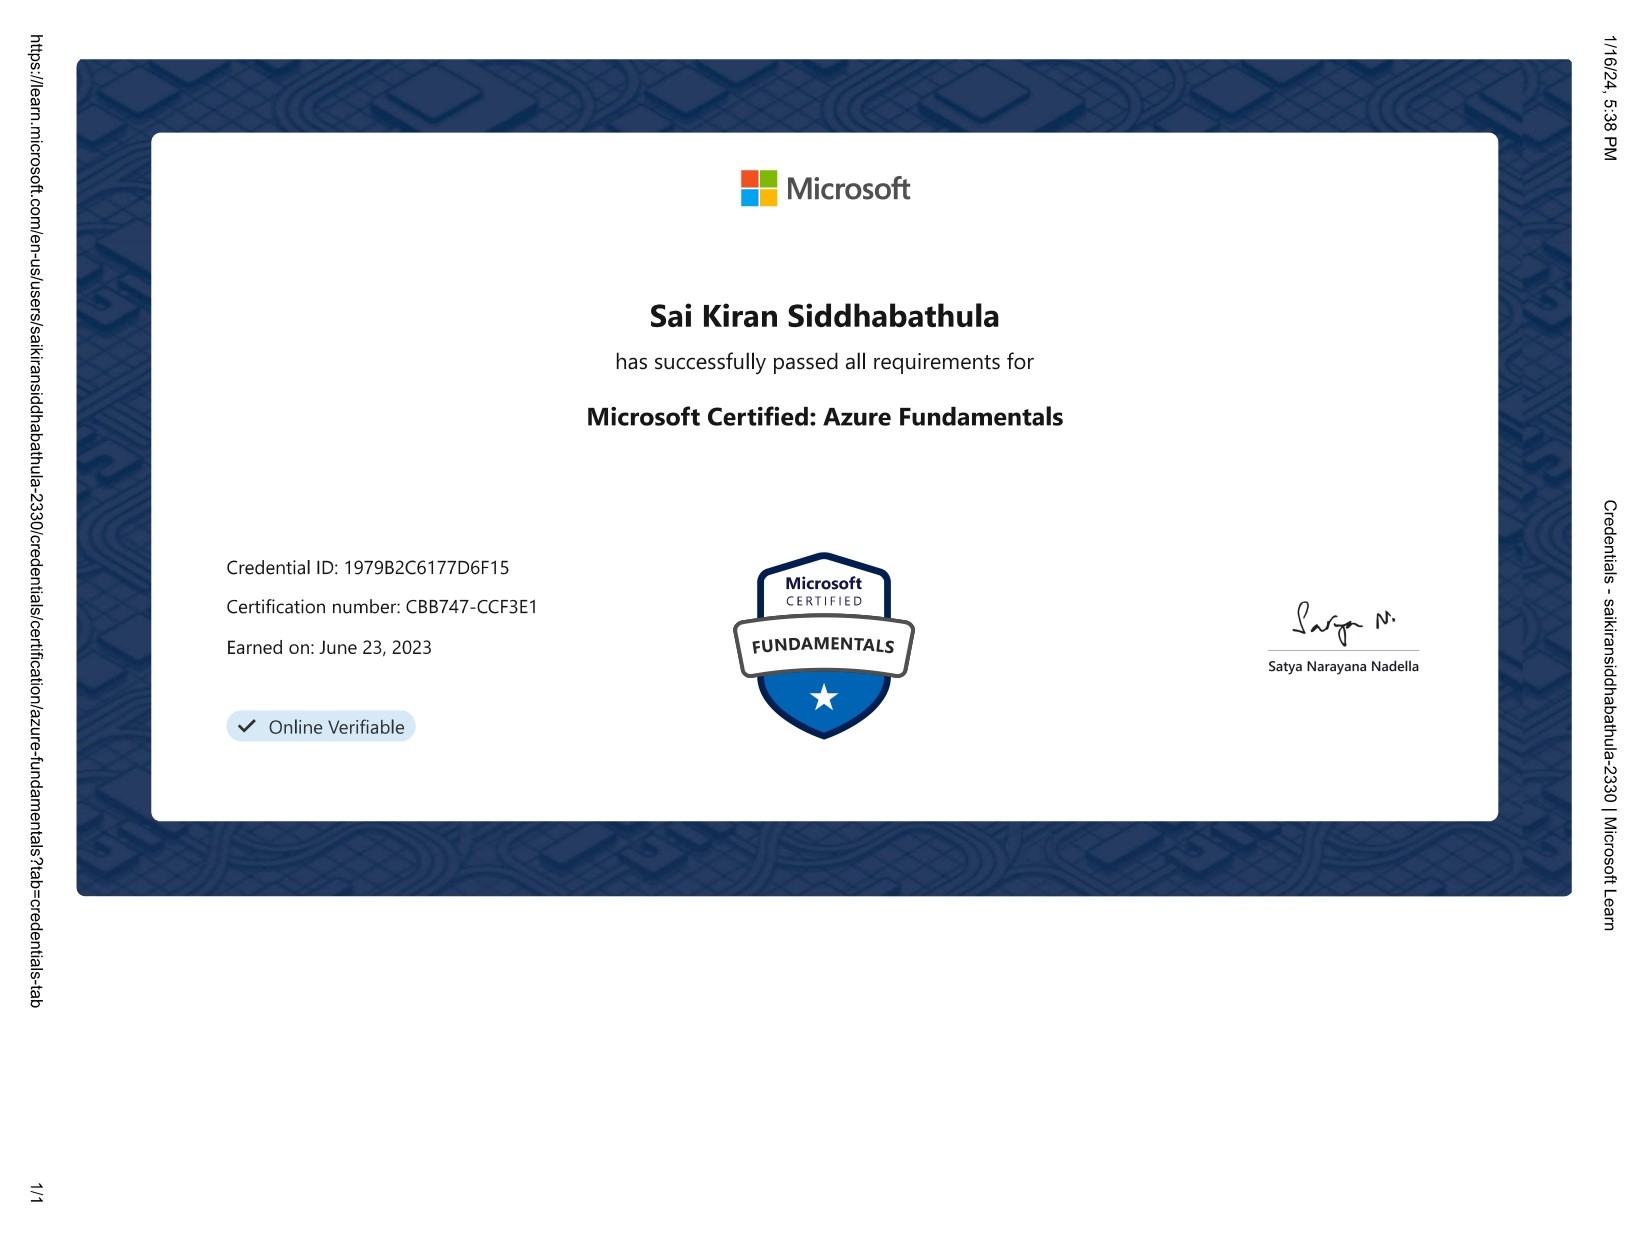 1/16/24, 5:38 PM
Credentials - saikiransiddhabathula-2330 | Microsoft Learn
Microsoft
Sai Kiran Siddhabathula
has successfully passed all requirements for
Microsoft Certified: Azure Fundamentals
Credential ID: 1979B2C6177D6F15
Certification number: CBB747-CCF3E1
Earned on: June 23, 2023
Online Verifiable
Microsoft
CERTIFIED
FUNDAMENTALS
Satya N.
Satya Narayana Nadella
https://learn.microsoft.com/en-us/users/saikiransiddhabathula-2330/credentials/certification/azure-fundamentals?tab=credentials-tab
1/1